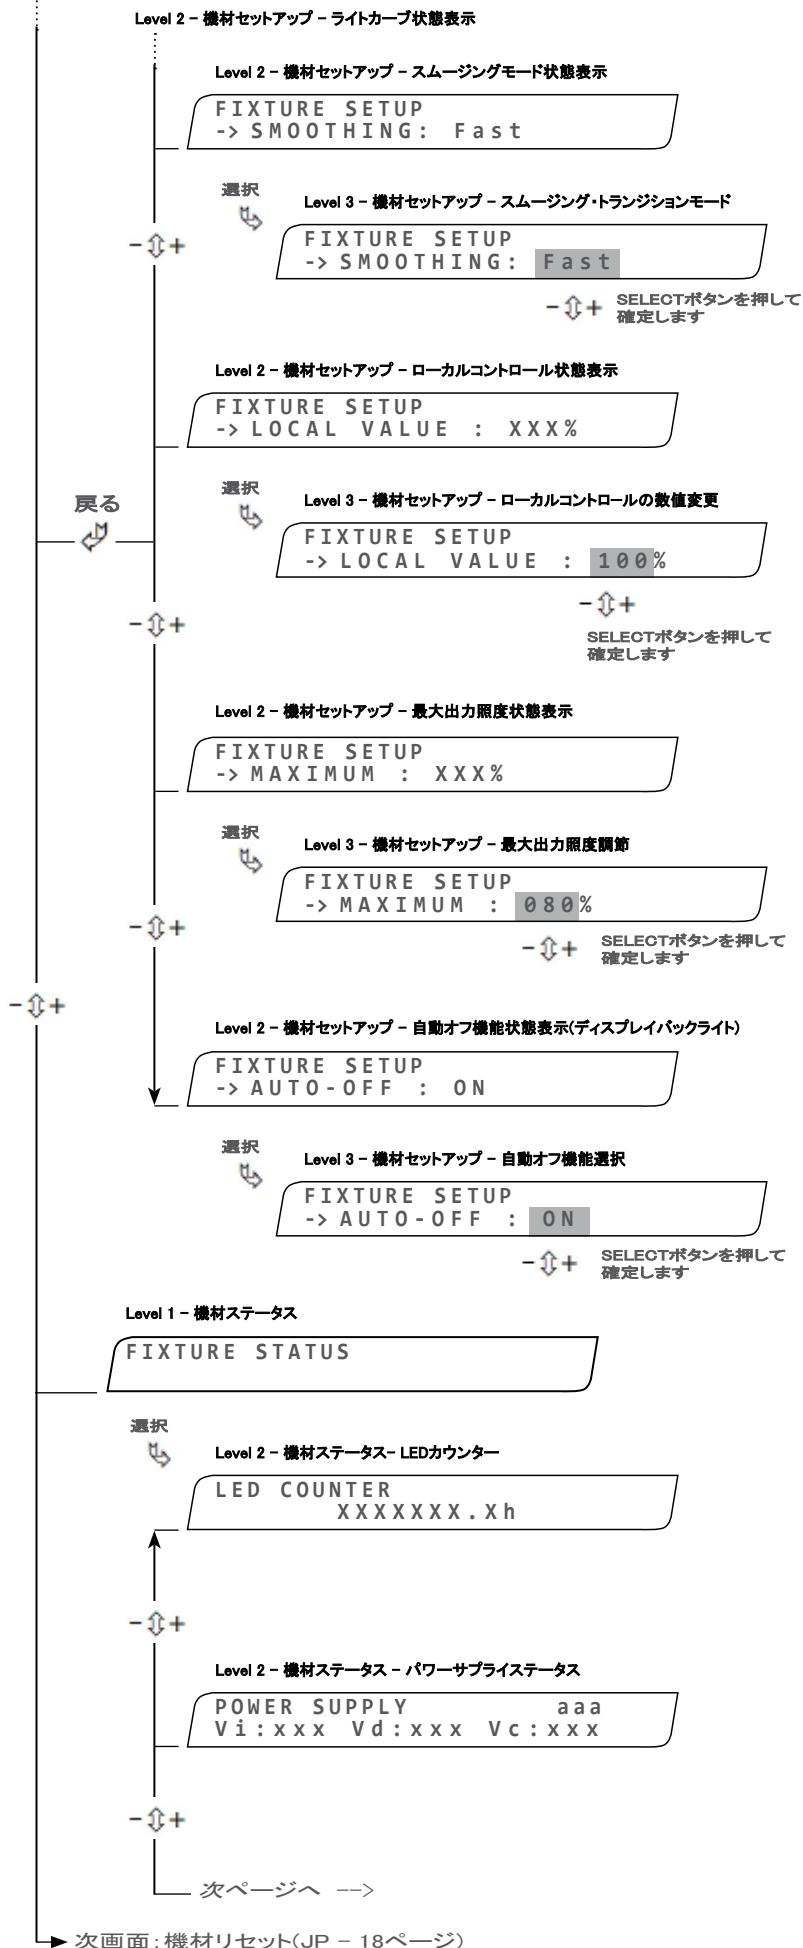 Level 2 − 機材セットアップ − ライトカーブ状態表示
Level 2 − 機材セットアップ − スムージングモード状態表示
FIXTURE SETUP
-> SMOOTHING: Fast
選択
Level 3 − 機材セットアップ − スムージング・トランジションモード
FIXTURE SETUP
-> SMOOTHING: Fast
− +
− + SELECTボタンを押して
確定します
Level 2 − 機材セットアップ − ローカルコントロール状態表示
FIXTURE SETUP
-> LOCAL VALUE : XXX%
選択
Level 3 − 機材セットアップ − ローカルコントロールの数値変更
戻る
FIXTURE SETUP
-> LOCAL VALUE : 100%
− +
− +
SELECTボタンを押して
確定します
Level 2 − 機材セットアップ − 最大出力照度状態表示
FIXTURE SETUP
-> MAXIMUM : XXX%
選択
Level 3 − 機材セットアップ − 最大出力照度調節
FIXTURE SETUP
-> MAXIMUM : 080%
− +
− + SELECTボタンを押して
確定します
− +
Level 2 − 機材セットアップ − 自動オフ機能状態表示(ディスプレイバックライト)
FIXTURE SETUP
-> AUTO-OFF : ON
選択
Level 3 − 機材セットアップ − 自動オフ機能選択
FIXTURE SETUP
-> AUTO-OFF : ON
− + SELECTボタンを押して
確定します
Level 1 − 機材ステータス
FIXTURE STATUS
選択
Level 2 − 機材ステータス− LEDカウンター
LED COUNTER
XXXXXXX.Xh
− +
Level 2 − 機材ステータス − パワーサプライステータス
POWER SUPPLY aaa
Vi:xxx Vd:xxx Vc:xxx
− +
次ページへ -->
次画面:機材リセット(JP − 18ページ)